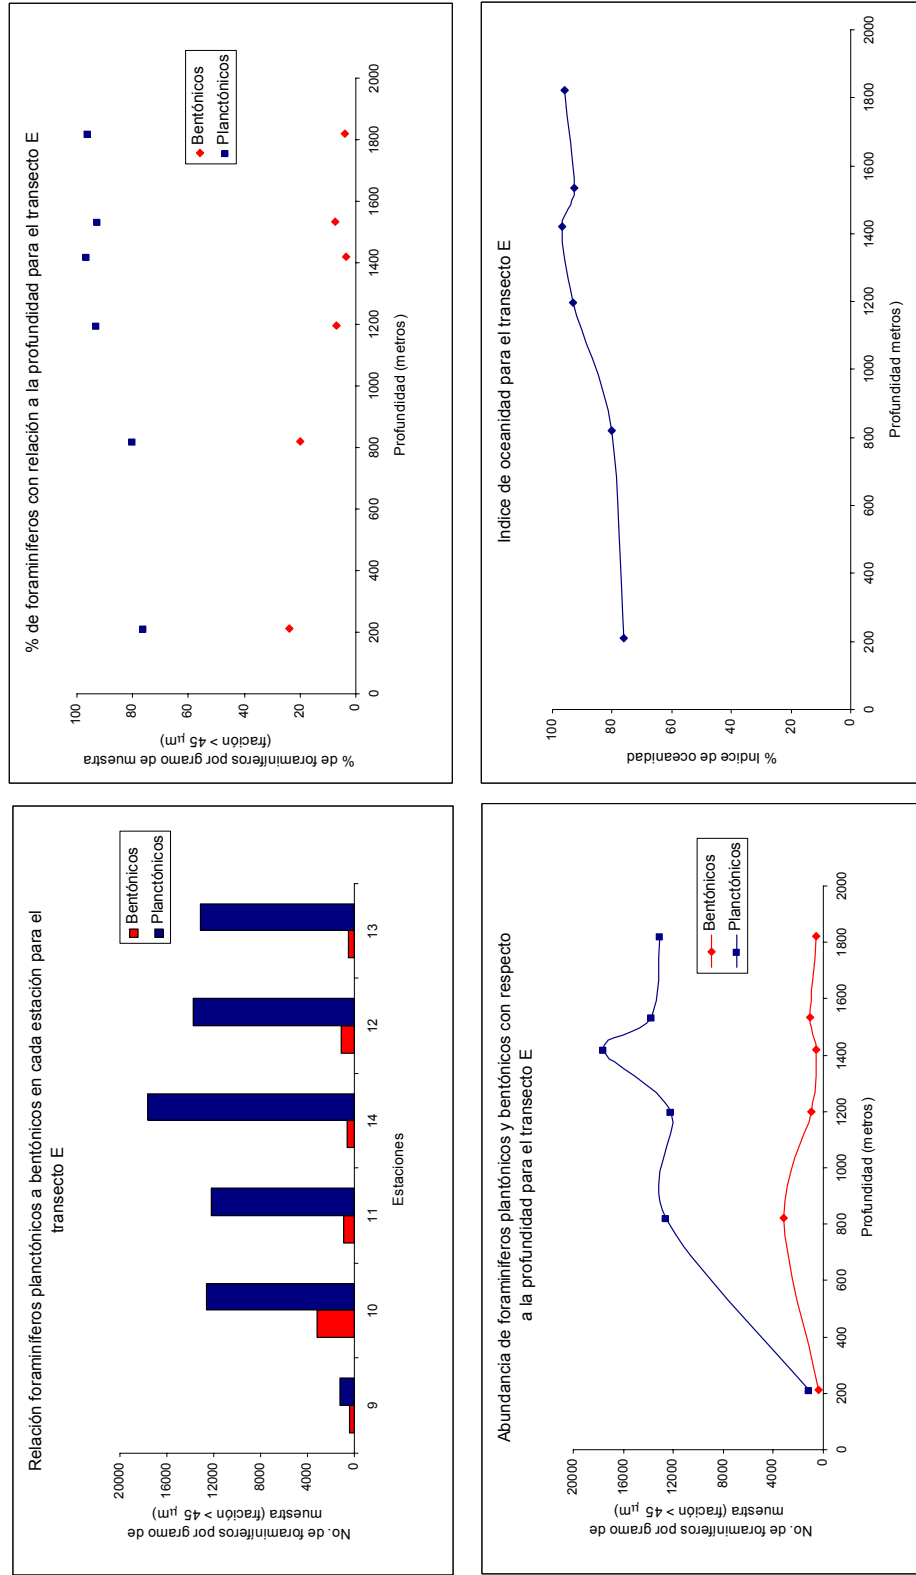 Relación foraminíferos planctónicos a bentónicos en cada estación para el
transecto E
No. de foraminíferos por gramo de
muestra (fración > 45 µm)
20000
16000
12000
8000
4000
0
9
10
11
14
12
13
Estaciones
Bentónicos
Planctónicos
% de foraminíferos con relación a la profundidad para el transecto E
% de foraminíferos por gramo de muestra
(fración > 45 µm)
100
80
60
40
20
0
0
200
400
600
800
1000
1200
1400
1600
1800
2000
Profundidad (metros)
Bentónicos
Planctónicos
Abundancia de foraminíferos plantónicos y bentónicos con respecto
a la profundidad para el transecto E
No. de foraminíferos por gramo de
muestra (fración > 45 µm)
20000
16000
12000
8000
4000
0
0
200
400
600
800
1000
1200
1400
1600
1800
2000
Profundidad (metros)
Bentónicos
Planctónicos
Indice de oceanidad para el transecto E
% Indice de oceanidad
100
80
60
40
20
0
0
200
400
600
800
1000
1200
1400
1600
1800
2000
Profundidad metros)